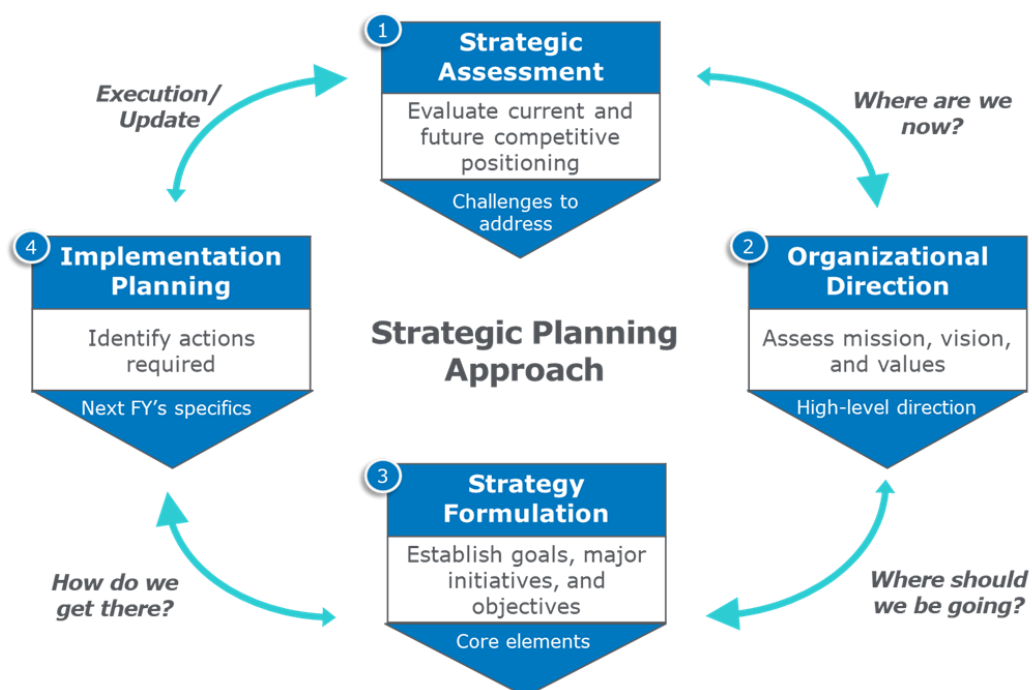 1
Strategic
Assessment
Evaluate current and
future competitive
positioning
Challenges to
address
Execution/
Update
Where are we
now?
4
Implementation
Planning
Identify actions
required
Next FY’s specifics
Strategic Planning
Approach
2
Organizational
Direction
Assess mission, vision,
and values
High-level direction
3
Strategy
Formulation
Establish goals, major
initiatives, and
objectives
Core elements
How do we
get there?
Where should
we be going?